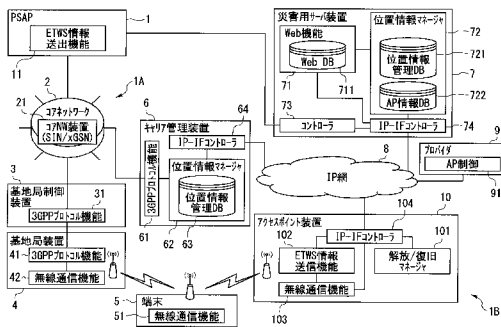 PSAP
1
ETWS情報
送出機能
11
2
1A
コアネットワーク
21
コアNW装置
(SIN/xGSN)
3
基地局制御
装置
31
3GPPプロトコル機能
基地局装置
41
3GPPプロトコル機能
42
無線通信機能
4
端末
5
51
無線通信機能
6
64
キャリア管理装置
IP-IFコントローラ
3GPPプロトコル機能
位置情報マネージャ
位置情報
管理DB
61
62
63
災害用サーバ装置
Web機能
Web DB
71
711
位置情報マネージャ
位置情報
管理DB
AP情報DB
72
721
7
722
73
コントローラ
IP-IFコントローラ
74
8
IP網
9
プロバイダ
AP制御
91
アクセスポイント装置
10
104
IP-IFコントローラ
102
101
ETWS情報
送信機能
解放/復旧
マネージャ
無線通信機能
103
1B